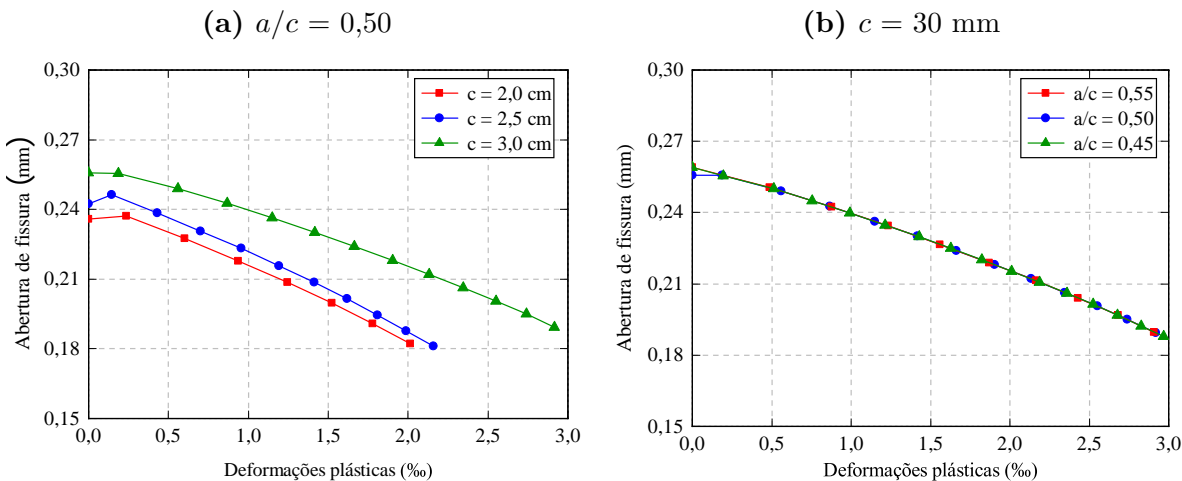 (a) a/c = 0,50
0,30
0,27
0,24
0,21
0,18
0,15
Abertura de fissura (mm)
c = 2,0 cm
c = 2,5 cm
c = 3,0 cm
0,0 0,5 1,0 1,5 2,0 2,5 3,0
Deformações plásticas (‰)
(b) c = 30 mm
0,30
0,27
0,24
0,21
0,18
0,15
Abertura de fissura (mm)
a/c = 0,55
a/c = 0,50
a/c = 0,45
0,0 0,5 1,0 1,5 2,0 2,5 3,0
Deformações plásticas (‰)